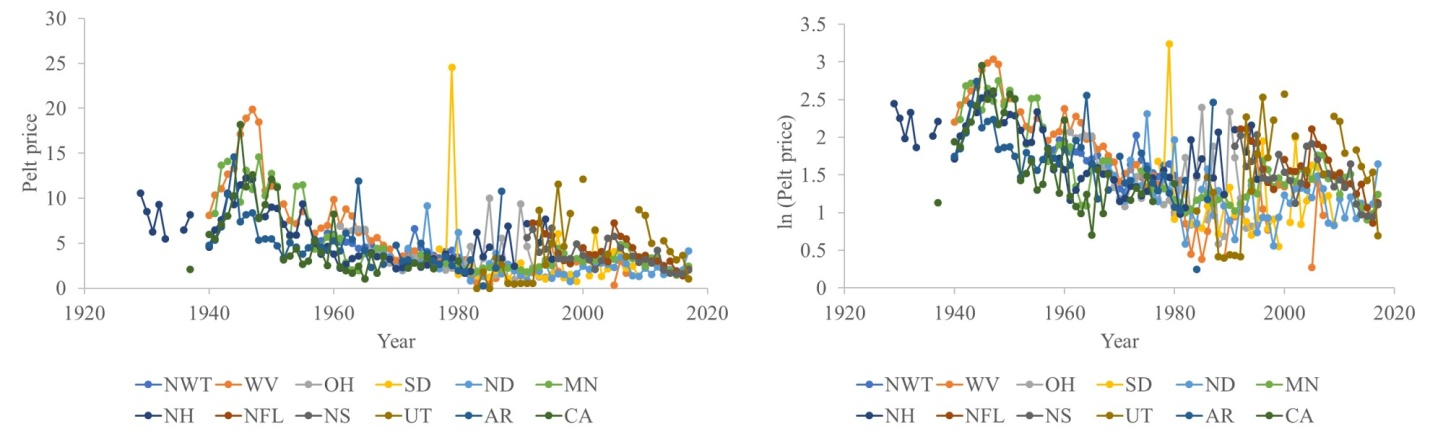 30
25
20
15
10
5
0
Pelt price
1920 1940 1960 1980 2000 2020
Year
NWT WV OH SD ND MN
NH NFL NS UT AR CA
3.5
3
2.5
2
1.5
1
0.5
0
ln (Pelt price)
1920 1940 1960 1980 2000 2020
Year
NWT WV OH SD ND MN
NH NFL NS UT AR CA